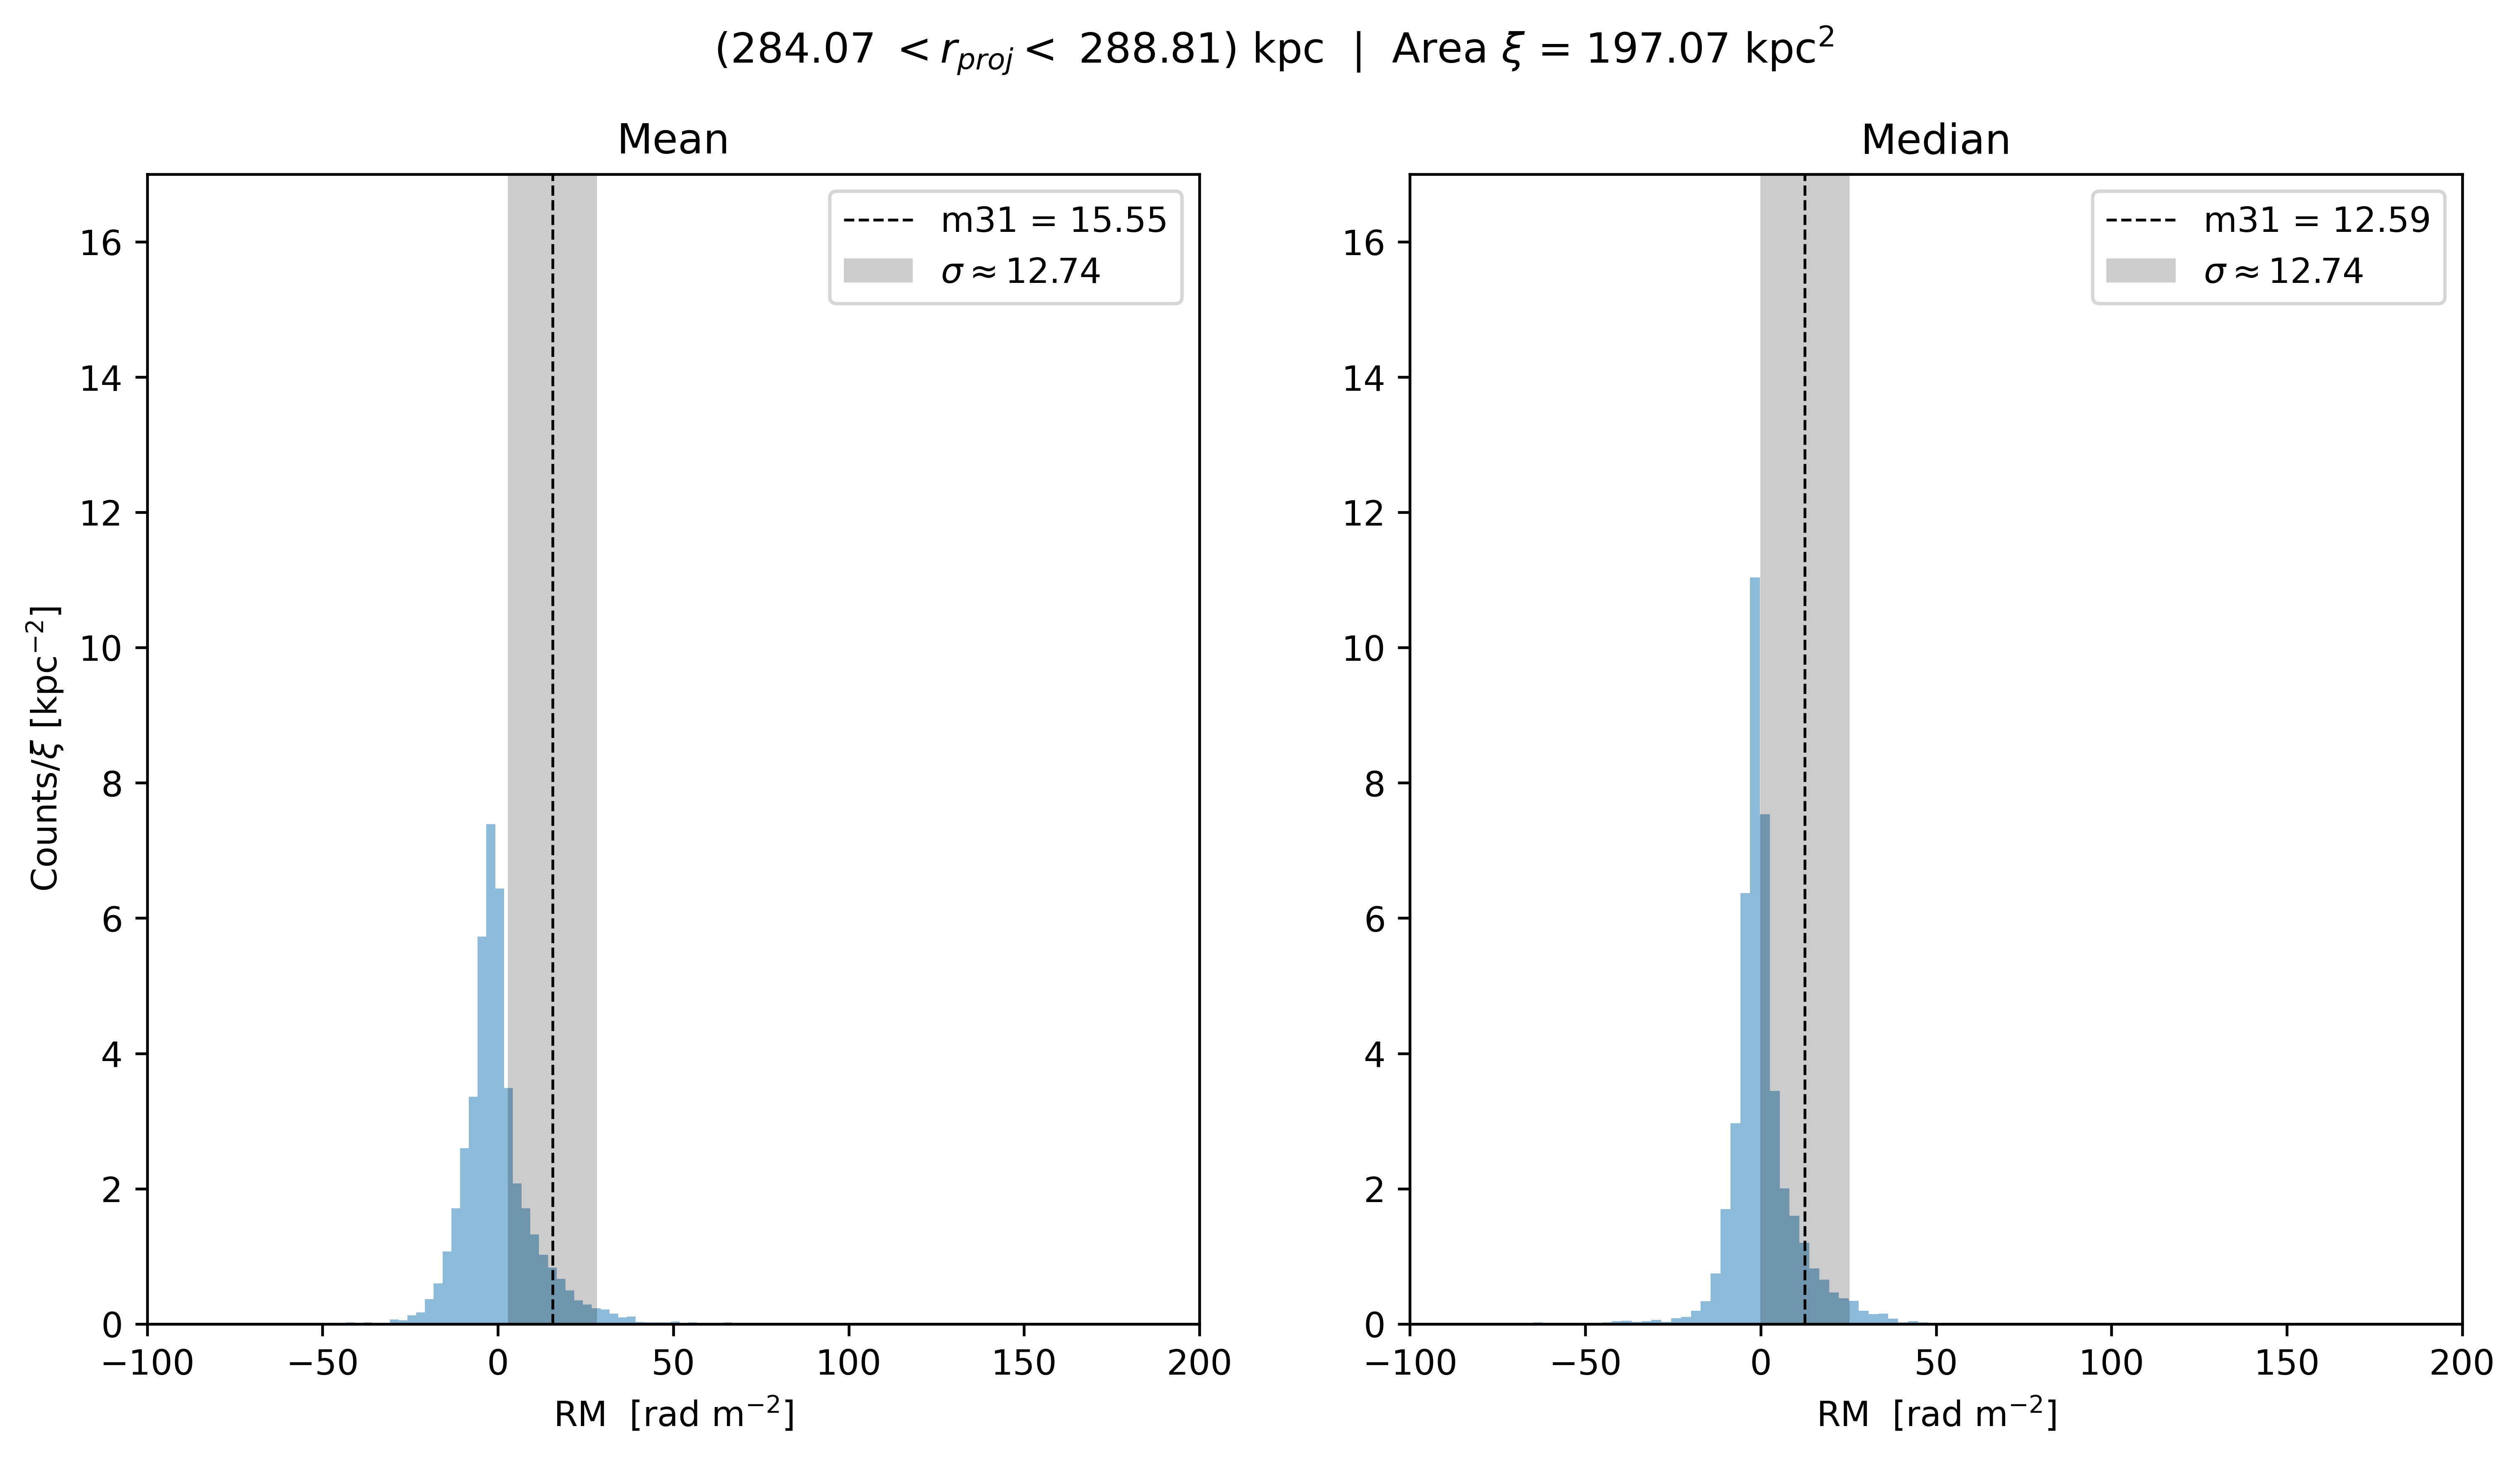 (284.07 < r_proj < 288.81) kpc | Area ξ = 197.07 kpc²
Mean
m31 = 15.55
σ ≈ 12.74
Counts/ξ [kpc⁻²]
16
14
12
10
8
6
4
2
0
−100 −50 0 50 100 150 200
RM [rad m⁻²]
Median
m31 = 12.59
σ ≈ 12.74
16
14
12
10
8
6
4
2
0
−100 −50 0 50 100 150 200
RM [rad m⁻²]